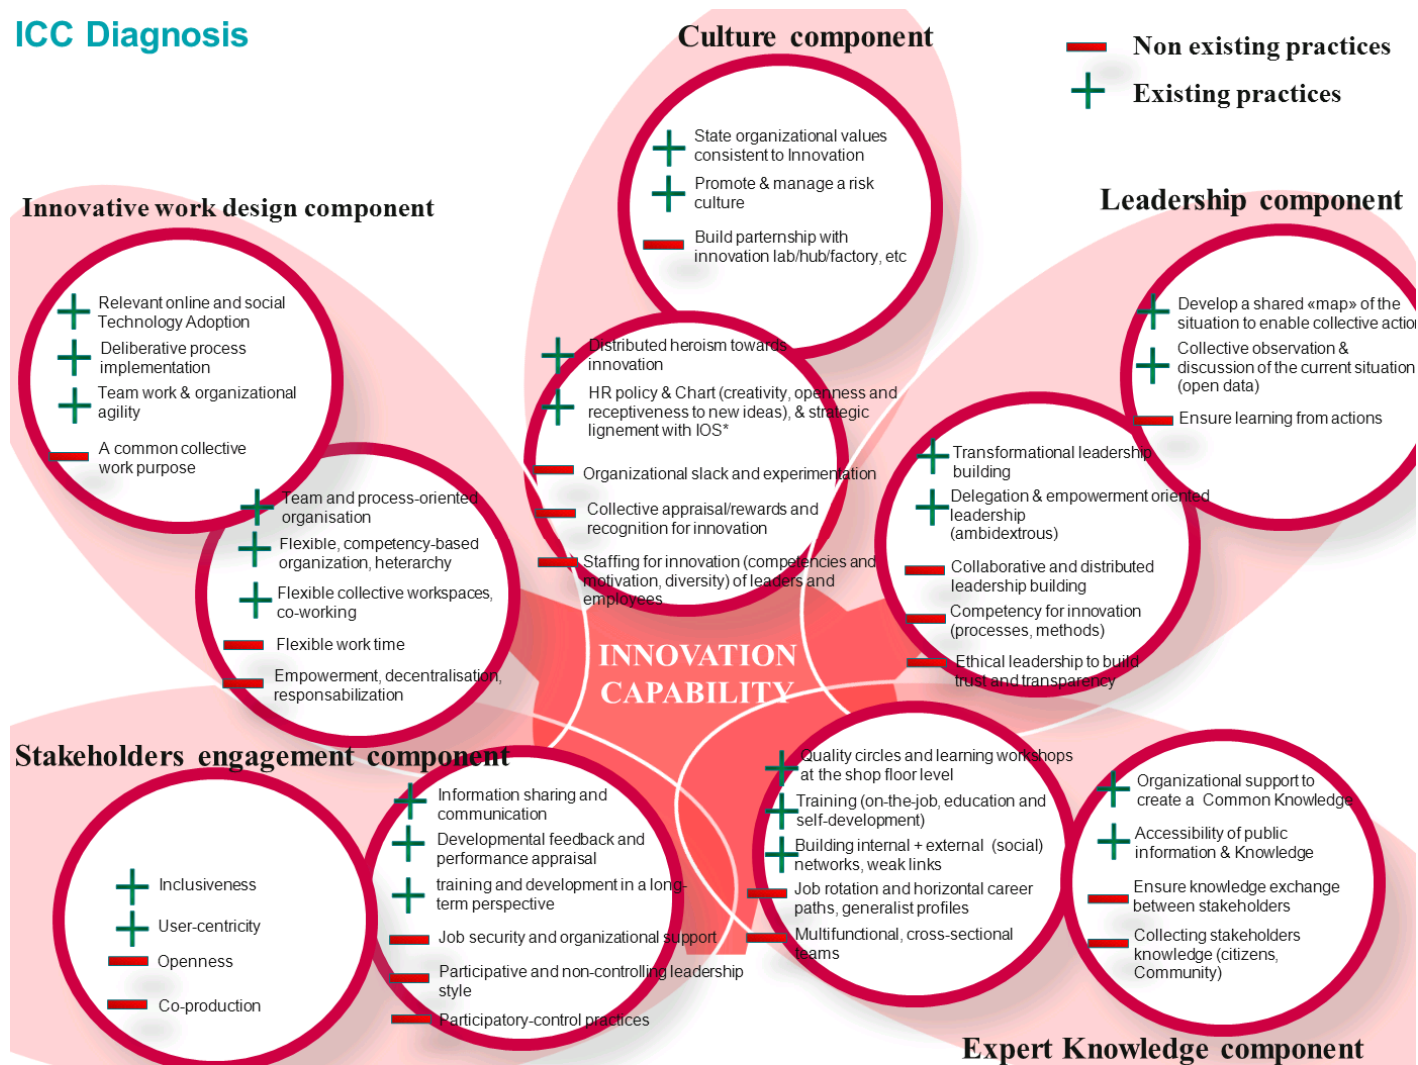 ICC Diagnosis
Culture component
Non existing practices
Existing practices
State organizational values
consistent to Innovation
Promote & manage a risk
culture
Build parternship with
innovation lab/hub/factory, etc
Distributed heroism towards
innovation
HR policy & Chart (creativity, openness and
receptiveness to new ideas), & strategic
lignement with IOS*
Organizational slack and experimentation
Collective appraisal/rewards and
recognition for innovation
Staffing for innovation (competencies and
motivation, diversity) of leaders and
employees
Innovative work design component
Relevant online and social
Technology Adoption
Deliberative process
implementation
Team work & organizational
agility
A common collective
work purpose
Team and process-oriented
organisation
Flexible, competency-based
organization, heterarchy
Flexible collective workspaces,
co-working
Flexible work time
Empowerment, decentralisation,
responsabilization
Leadership component
Develop a shared «map» of the
situation to enable collective action
Collective observation &
discussion of the current situation
(open data)
Ensure learning from actions
Transformational leadership
building
Delegation & empowerment oriented
leadership
(ambidextrous)
Collaborative and distributed
leadership building
Competency for innovation
(processes, methods)
Ethical leadership to build
trust and transparency
INNOVATION
CAPABILITY
Stakeholders engagement component
Inclusiveness
User-centricity
Openness
Co-production
Information sharing and
communication
Developmental feedback and
performance appraisal
training and development in a long-
term perspective
Job security and organizational support
Participative and non-controlling leadership
style
Participatory-control practices
Quality circles and learning workshops
at the shop floor level
Training (on-the-job, education and
self-development)
Building internal + external (social)
networks, weak links
Job rotation and horizontal career
paths, generalist profiles
Multifunctional, cross-sectional
teams
Organizational support to
create a Common Knowledge
Accessibility of public
information & Knowledge
Ensure knowledge exchange
between stakeholders
Collecting stakeholders
knowledge (citizens,
Community)
Expert Knowledge component